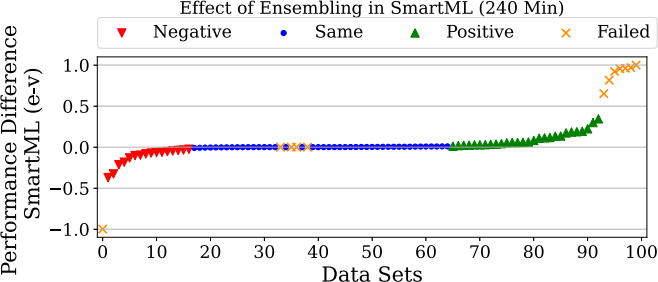 Effect of Ensembling in SmartML (240 Min)
Negative Same Positive Failed
Performance Difference
SmartML (e-v)
1.0
0.5
0.0
−0.5
−1.0
0 10 20 30 40 50 60 70 80 90 100
Data Sets